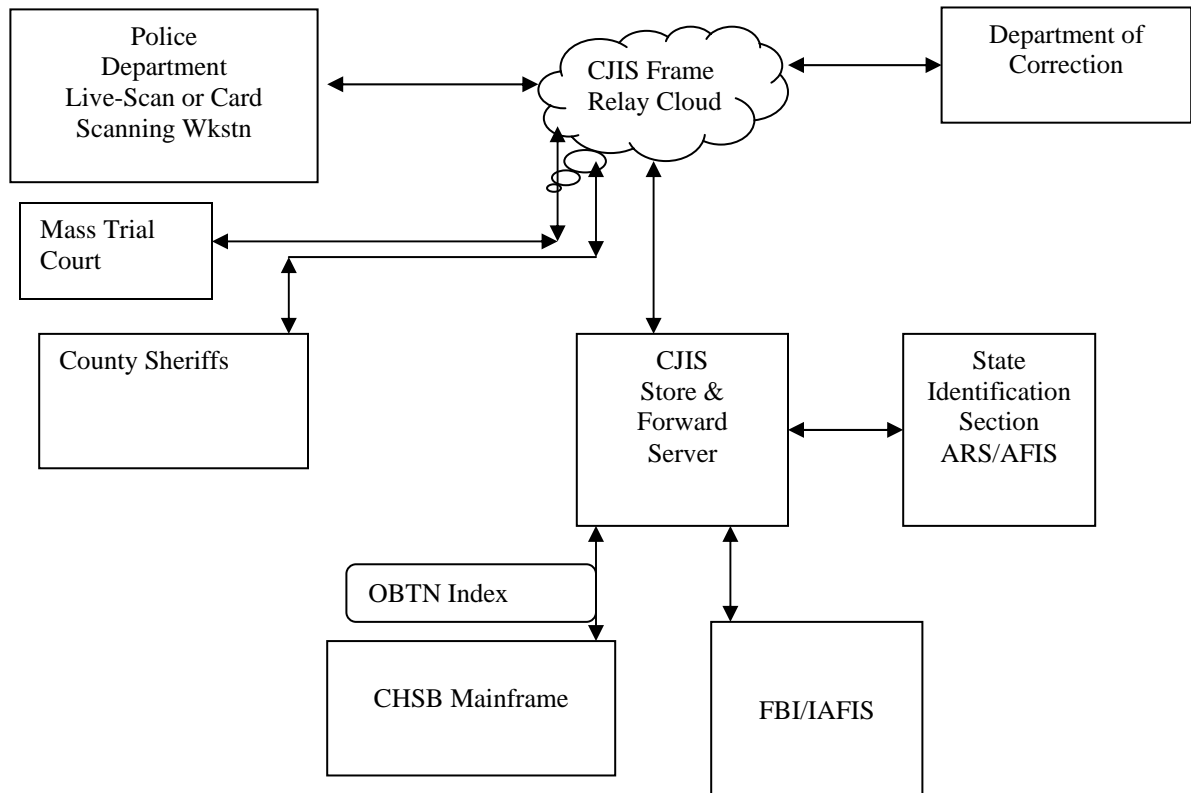 Police
Department
Live-Scan or Card
Scanning Wkstn
CJIS Frame
Relay Cloud
Department of
Correction
Mass Trial
Court
County Sheriffs
CJIS
Store &
Forward
Server
State
Identification
Section
ARS/AFIS
OBTN Index
CHSB Mainframe
FBI/IAFIS